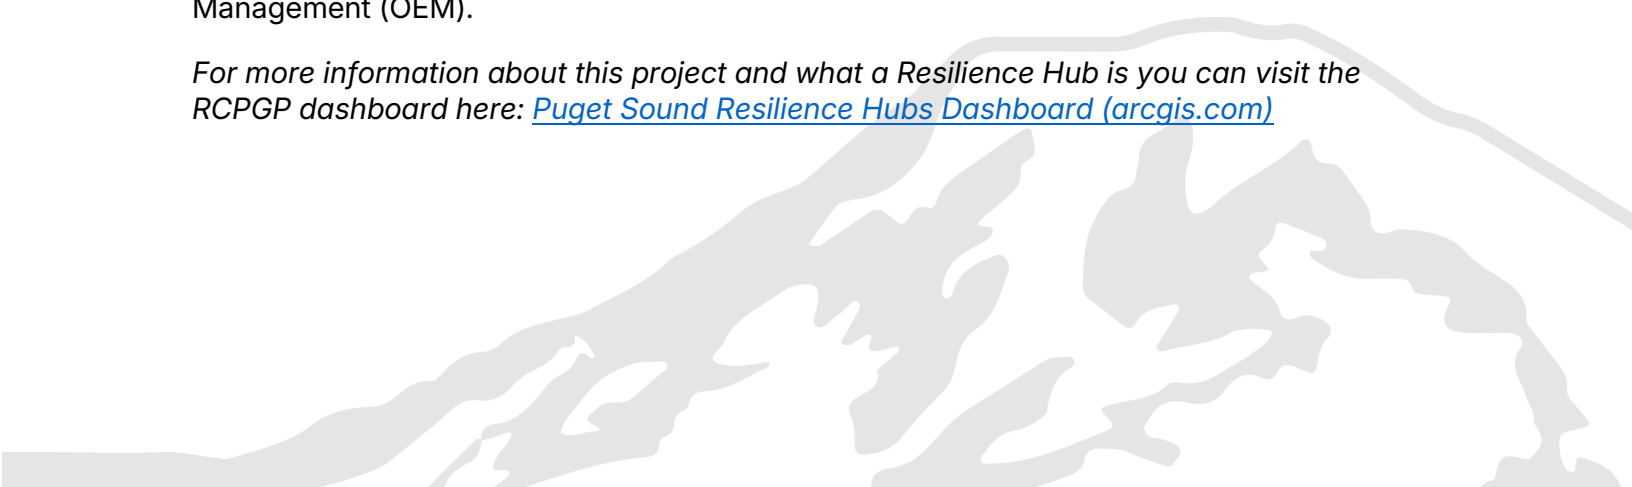 Management (OEM).
For more information about this project and what a Resilience Hub is you can visit the
RCPGP dashboard here: Puget Sound Resilience Hubs Dashboard (arcgis.com)